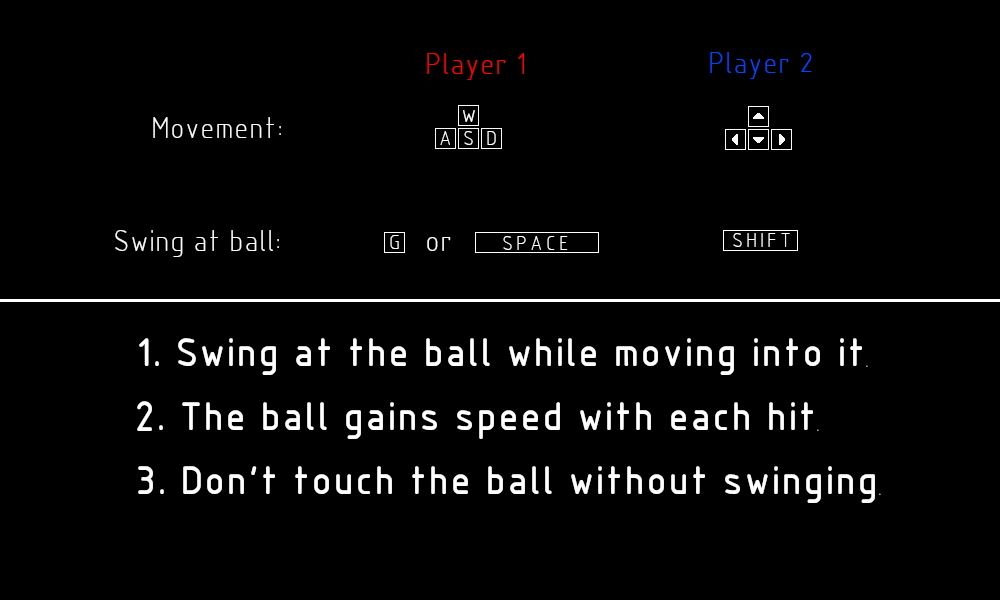 Player 1 Player 2
Movement: W
A S D
Swing at ball: G or SPACE SHIFT
1. Swing at the ball while moving into it.
2. The ball gains speed with each hit.
3. Don't touch the ball without swinging.